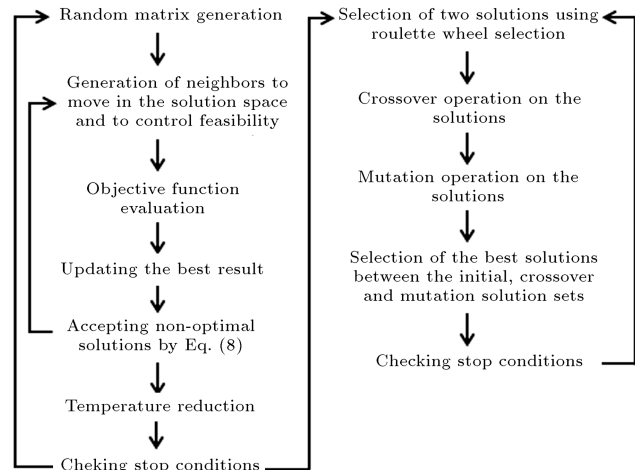 Random matrix generation
Generation of neighbors to
move in the solution space
and to control feasibility
Objective function
evaluation
Updating the best result
Accepting non-optimal
solutions by Eq. (8)
Temperature reduction
Cheking stop conditions
Selection of two solutions using
roulette wheel selection
Crossover operation on the
solutions
Mutation operation on the
solutions
Selection of the best solutions
between the initial, crossover
and mutation solution sets
Checking stop conditions